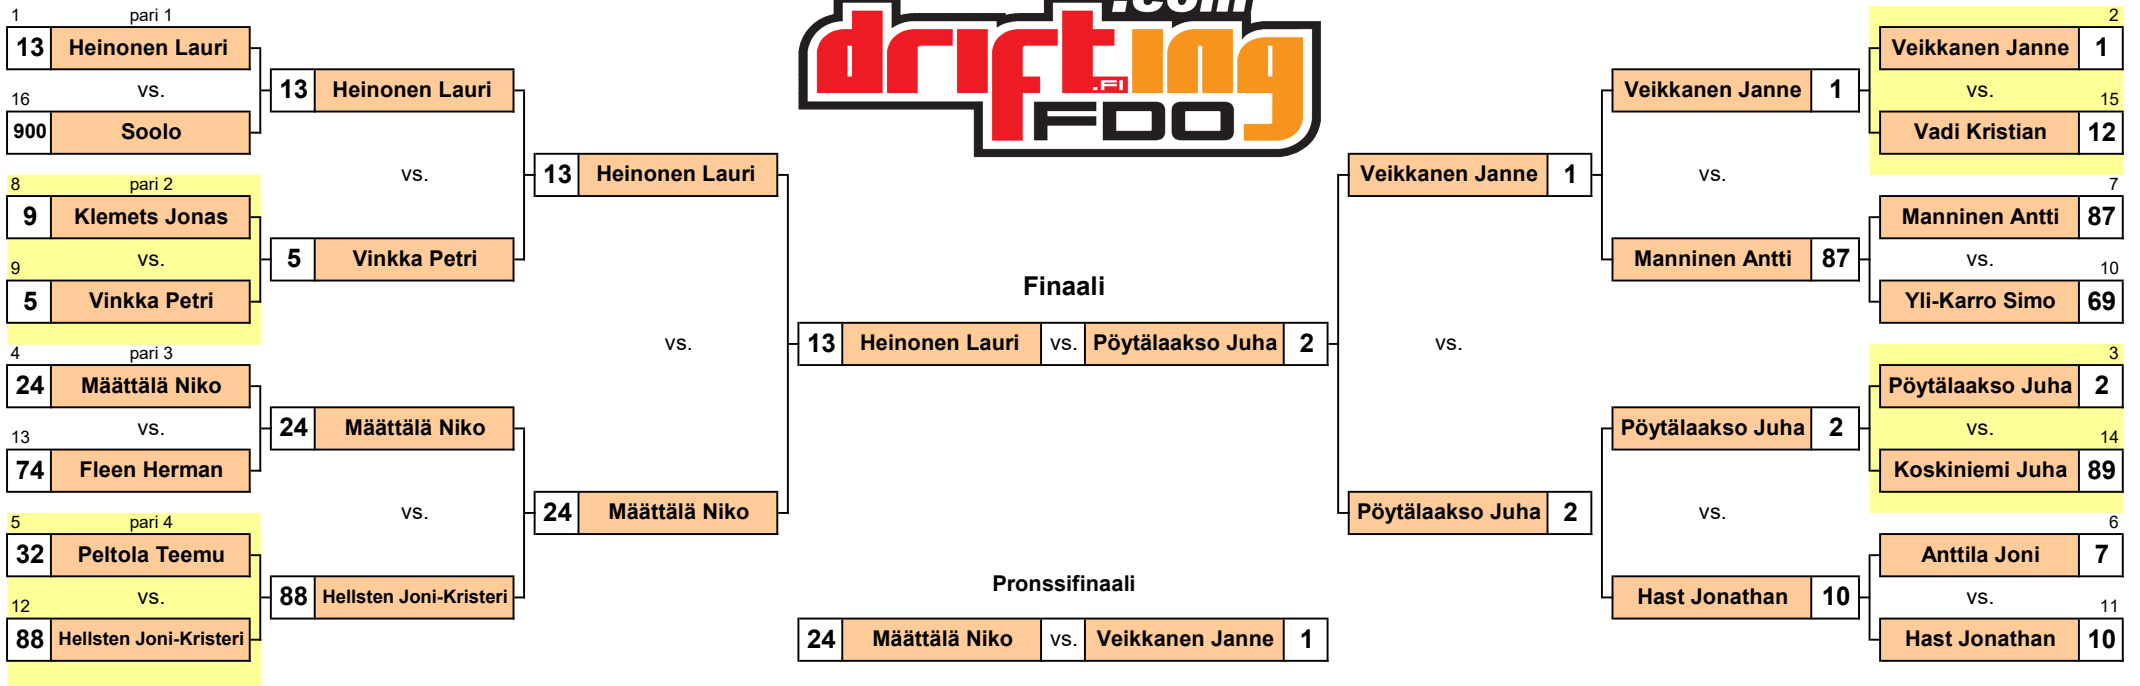 .com
drifting
.FI
FDO
1 pari 1
13 Heinonen Lauri
vs.
16
900 Soolo
8 pari 2
9 Klemets Jonas
vs.
9
5 Vinkka Petri
4 pari 3
24 Määttälä Niko
vs.
13
74 Fleen Herman
5 pari 4
32 Peltola Teemu
vs.
12
88 Hellsten Joni-Kristeri
13 Heinonen Lauri
vs.
5 Vinkka Petri
24 Määttälä Niko
vs.
88 Hellsten Joni-Kristeri
13 Heinonen Lauri
vs.
24 Määttälä Niko
Finaali
13 Heinonen Lauri vs. Pöytälaakso Juha 2
Pronssifinaali
24 Määttälä Niko vs. Veikkanen Janne 1
Veikkanen Janne 1
vs.
Pöytälaakso Juha 2
Veikkanen Janne 1
vs.
Manninen Antti 87
Pöytälaakso Juha 2
vs.
Hast Jonathan 10
2
Veikkanen Janne 1
vs.
15
Vadi Kristian 12
7
Manninen Antti 87
vs.
10
Yli-Karro Simo 69
3
Pöytälaakso Juha 2
vs.
14
Koskiniemi Juha 89
6
Anttila Joni 7
vs.
11
Hast Jonathan 10